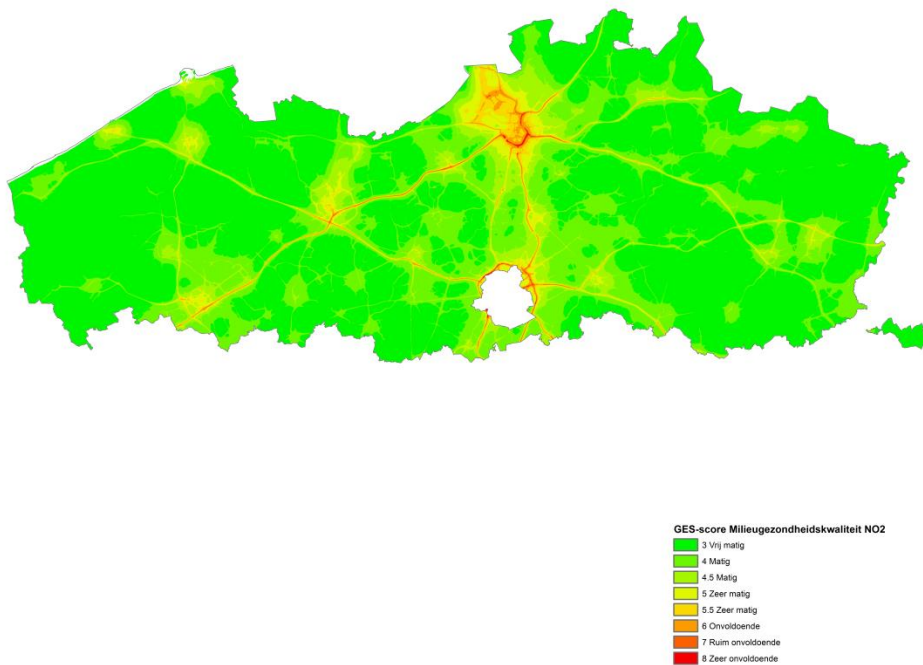 GES-score Milieugezondheidskwaliteit NO2
3 Vrij matig
4 Matig
4.5 Matig
5 Zeer matig
5.5 Zeer matig
6 Onvoldoende
7 Ruim onvoldoende
8 Zeer onvoldoende